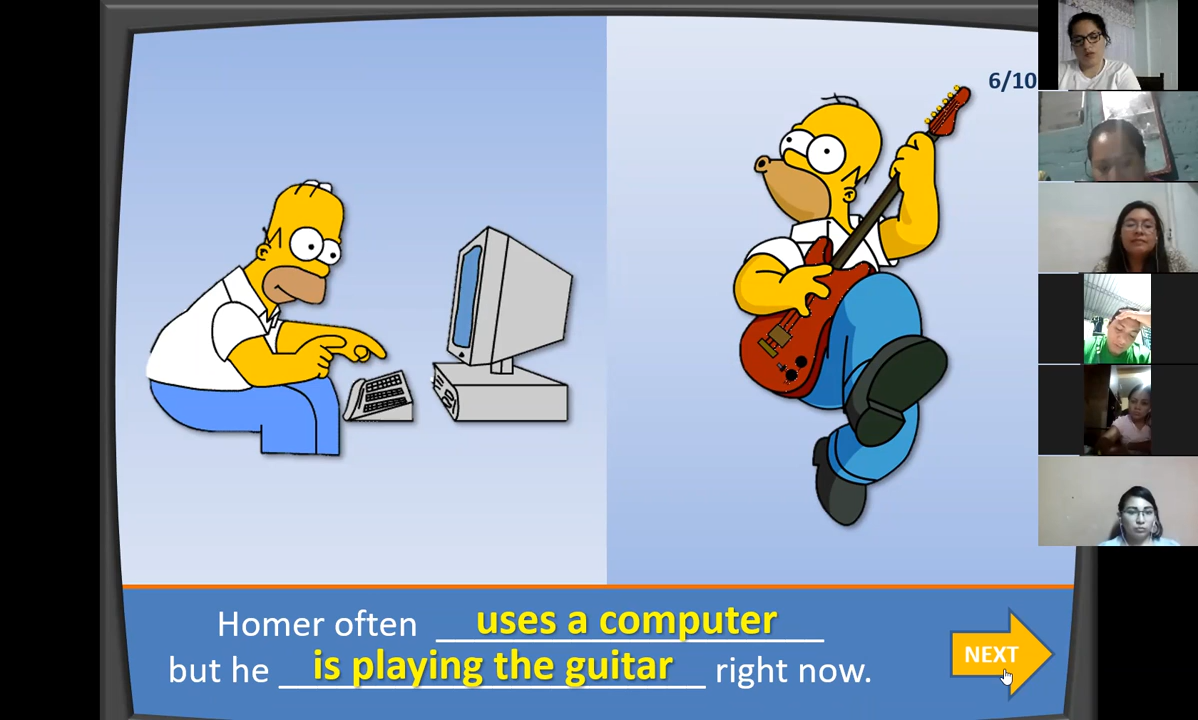 6/10
Homer often uses a computer
but he is playing the guitar right now.
NEXT